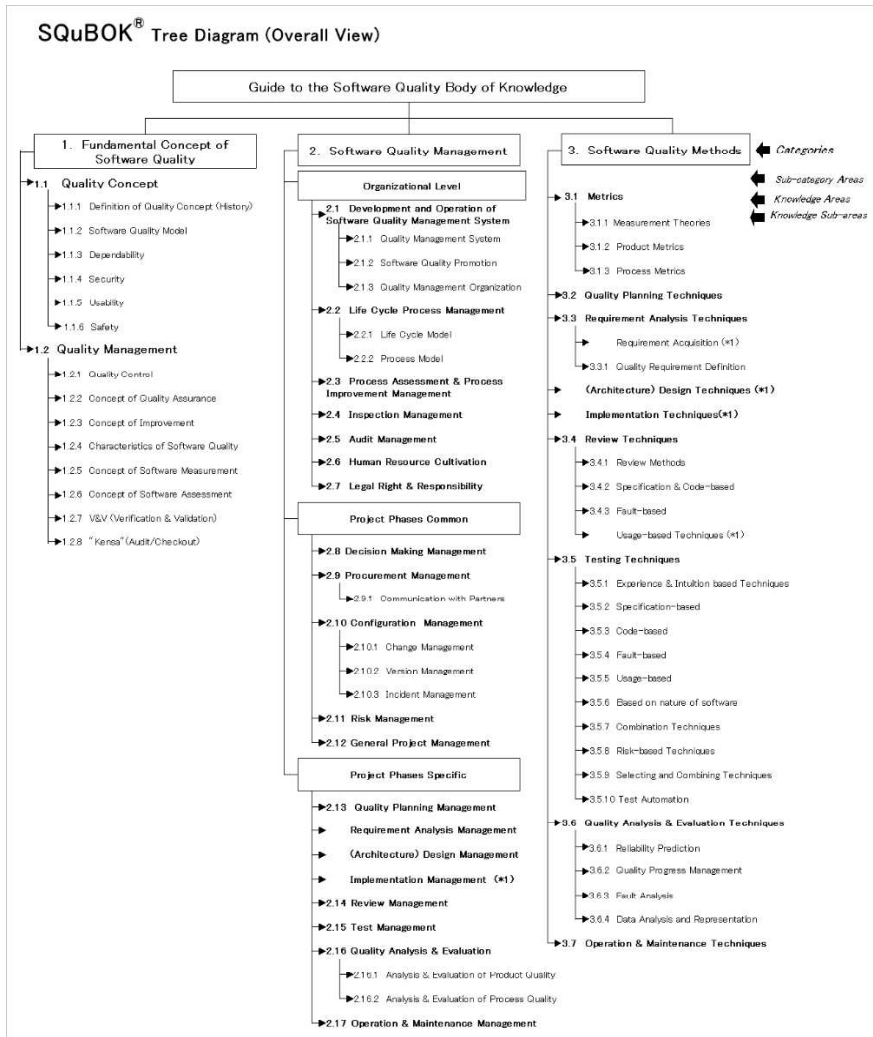 SQuBOK® Tree Diagram (Overall View)
Guide to the Software Quality Body of Knowledge
1. Fundamental Concept of
Software Quality
1.1 Quality Concept
1.1.1 Definition of Quality Concept (History)
1.1.2 Software Quality Model
1.1.3 Dependability
1.1.4 Security
1.1.5 Usability
1.1.6 Safety
1.2 Quality Management
1.2.1 Quality Control
1.2.2 Concept of Quality Assurance
1.2.3 Concept of Improvement
1.2.4 Characteristics of Software Quality
1.2.5 Concept of Software Measurement
1.2.6 Concept of Software Assessment
1.2.7 V&V (Verification & Validation)
1.2.8 "Kensa" (Audit/Checkout)
2. Software Quality Management
Organizational Level
2.1 Development and Operation of
Software Quality Management System
2.1.1 Quality Management System
2.1.2 Software Quality Promotion
2.1.3 Quality Management Organization
2.2 Life Cycle Process Management
2.2.1 Life Cycle Model
2.2.2 Process Model
2.3 Process Assessment & Process
Improvement Management
2.4 Inspection Management
2.5 Audit Management
2.6 Human Resource Cultivation
2.7 Legal Right & Responsibility
Project Phases Common
2.8 Decision Making Management
2.9 Procurement Management
2.9.1 Communication with Partners
2.10 Configuration Management
2.10.1 Change Management
2.10.2 Version Management
2.10.3 Incident Management
2.11 Risk Management
2.12 General Project Management
Project Phases Specific
2.13 Quality Planning Management
Requirement Analysis Management
(Architecture) Design Management
Implementation Management (*1)
2.14 Review Management
2.15 Test Management
2.16 Quality Analysis & Evaluation
2.16.1 Analysis & Evaluation of Product Quality
2.16.2 Analysis & Evaluation of Process Quality
2.17 Operation & Maintenance Management
3. Software Quality Methods
Categories
Sub-category Areas
Knowledge Areas
Knowledge Sub-areas
3.1 Metrics
3.1.1 Measurement Theories
3.1.2 Product Metrics
3.1.3 Process Metrics
3.2 Quality Planning Techniques
3.3 Requirement Analysis Techniques
Requirement Acquisition (*1)
3.3.1 Quality Requirement Definition
(Architecture) Design Techniques (*1)
Implementation Techniques(*1)
3.4 Review Techniques
3.4.1 Review Methods
3.4.2 Specification & Code-based
3.4.3 Fault-based
Usage-based Techniques (*1)
3.5 Testing Techniques
3.5.1 Experience & Intuition based Techniques
3.5.2 Specification-based
3.5.3 Code-based
3.5.4 Fault-based
3.5.5 Usage-based
3.5.6 Based on nature of software
3.5.7 Combination Techniques
3.5.8 Risk-based Techniques
3.5.9 Selecting and Combining Techniques
3.5.10 Test Automation
3.6 Quality Analysis & Evaluation Techniques
3.6.1 Reliability Prediction
3.6.2 Quality Progress Management
3.6.3 Fault Analysis
3.6.4 Data Analysis and Representation
3.7 Operation & Maintenance Techniques